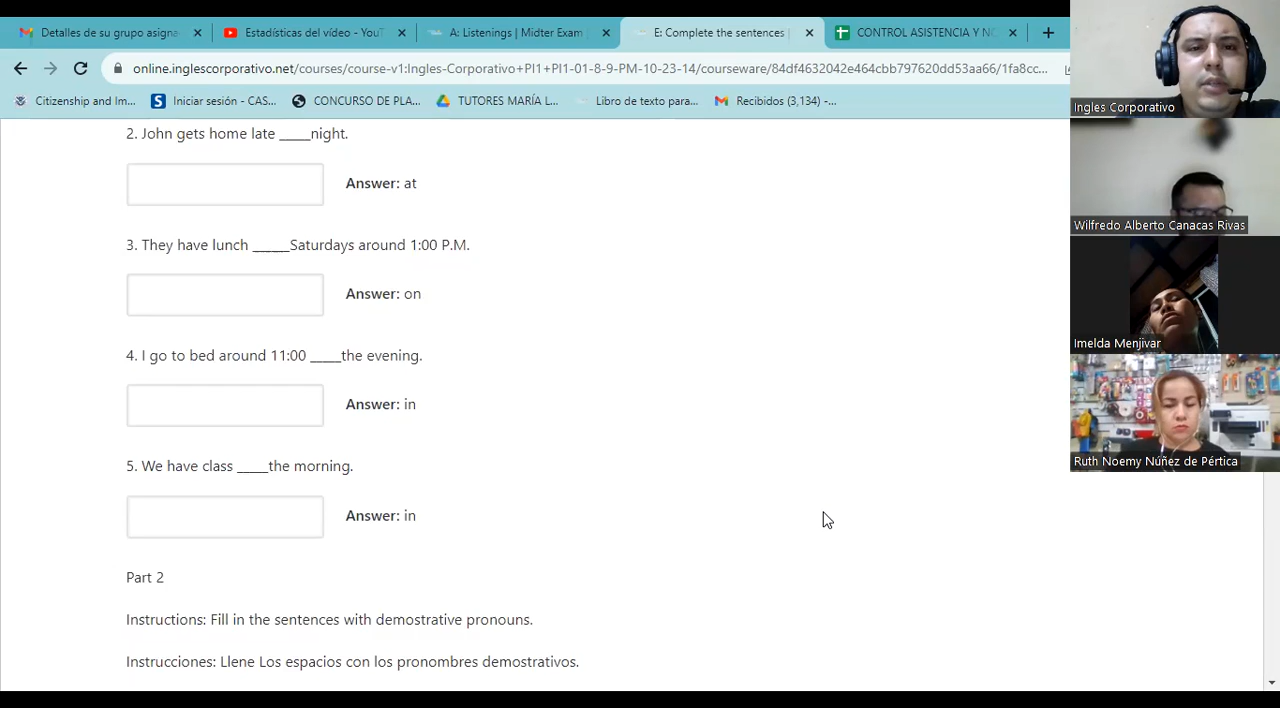 Detalles de su grupo asigna
Estadísticas del vídeo - YouT
A: Listenings | Midter Exam
E: Complete the sentences |
CONTROL ASISTENCIA Y NO
online.inglescorporativo.net/courses/course-v1:Ingles-Corporativo+PI1+PI1-01-8-9-PM-10-23-14/courseware/84df4632042e464cbb797620dd53aa66/1fa8cc...
Citizenship and Im...
Iniciar sesión - CAS...
CONCURSO DE PLA...
TUTORES MARÍA L...
Libro de texto para...
Recibidos (3,134) -...
2. John gets home late _____night.
Answer: at
3. They have lunch ______Saturdays around 1:00 P.M.
Answer: on
4. I go to bed around 11:00 _____the evening.
Answer: in
5. We have class _____the morning.
Answer: in
Part 2
Instructions: Fill in the sentences with demostrative pronouns.
Instrucciones: Llene Los espacios con los pronombres demostrativos.
Ingles Corporativo
Wilfredo Alberto Canacas Rivas
Imelda Menjivar
Ruth Noemy Núñez de Pértica